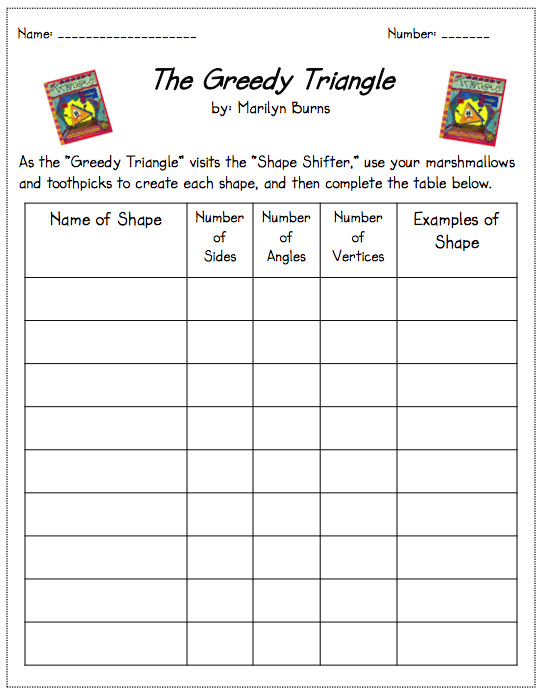 Name: ____________________ Number: _______
The Greedy Triangle
by: Marilyn Burns
As the "Greedy Triangle" visits the "Shape Shifter," use your marshmallows
and toothpicks to create each shape, and then complete the table below.
Name of Shape Number of Sides Number of Angles Number of Vertices Examples of Shape